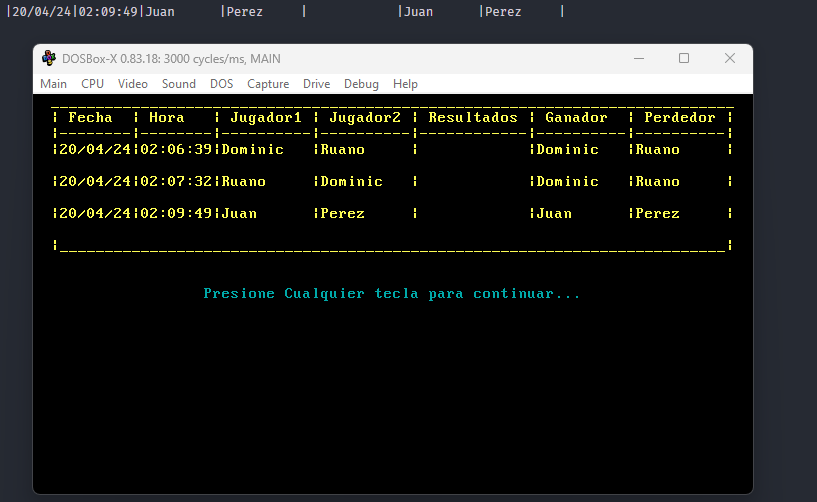 |20/04/24|02:09:49|Juan      |Perez     |            |Juan      |Perez     |
DOSBox-X 0.83.18: 3000 cycles/ms, MAIN
Main CPU Video Sound DOS Capture Drive Debug Help
____________________________________________________________________________
¦ Fecha  ¦ Hora   ¦ Jugador1 ¦ Jugador2 ¦ Resultados ¦ Ganador  ¦ Perdedor ¦
¦--------¦--------¦----------¦----------¦------------¦----------¦----------¦
¦20/04/24¦02:06:39¦Dominic   ¦Ruano     ¦            ¦Dominic   ¦Ruano     ¦
¦20/04/24¦02:07:32¦Ruano     ¦Dominic   ¦            ¦Dominic   ¦Ruano     ¦
¦20/04/24¦02:09:49¦Juan      ¦Perez     ¦            ¦Juan      ¦Perez     ¦
¦__________________________________________________________________________¦
Presione Cualquier tecla para continuar...